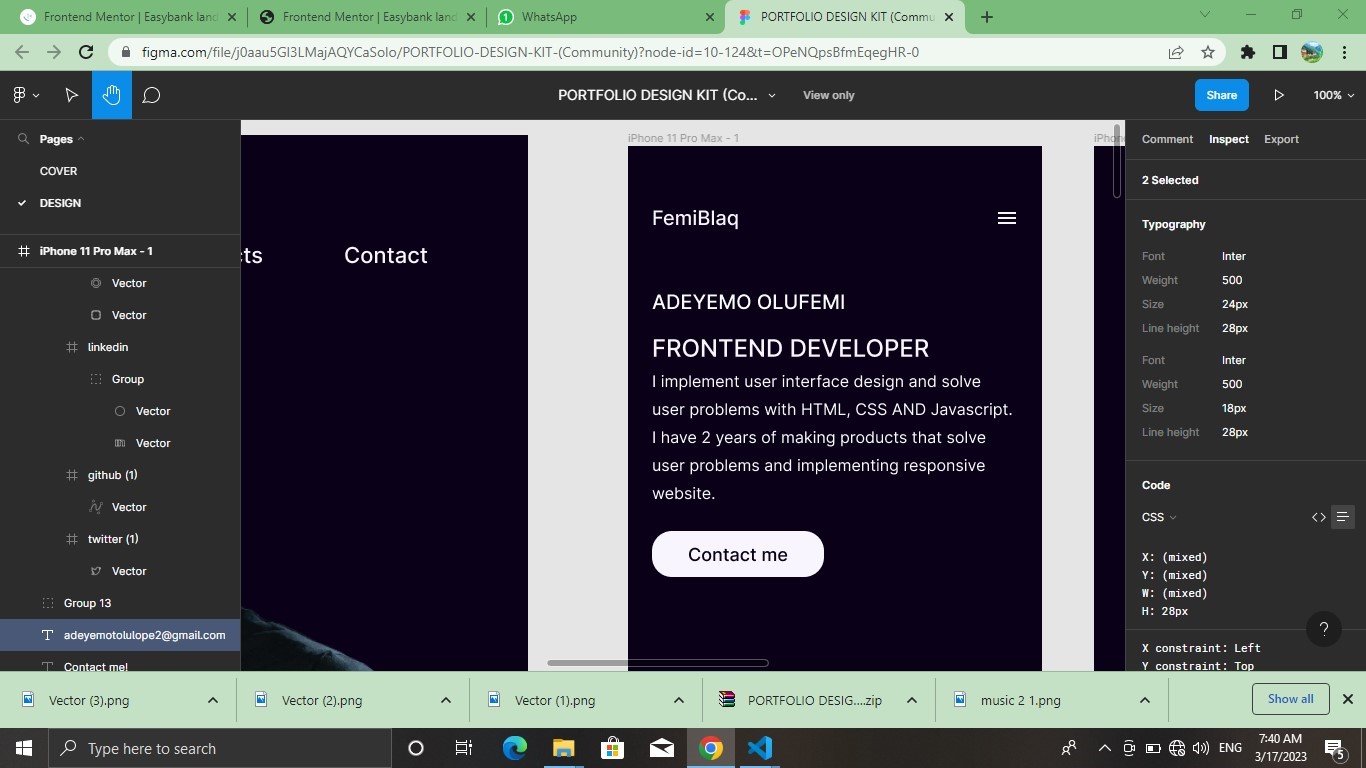 Frontend Mentor | Easybank land
Frontend Mentor | Easybank land
WhatsApp
PORTFOLIO DESIGN KIT (Commu
figma.com/file/j0aau5GI3LMajAQYCaSolo/PORTFOLIO-DESIGN-KIT-(Community)?node-id=10-124&t=OPeNQpsBfmEqegHR-0
PORTFOLIO DESIGN KIT (Co...
View only
Share
100%
Pages
COVER
DESIGN
iPhone 11 Pro Max - 1
Vector
Vector
linkedin
Group
Vector
Vector
github (1)
Vector
twitter (1)
Vector
Group 13
adeyemotolulope2@gmail.com
Contact me!
cts
Contact
iPhone 11 Pro Max - 1
FemiBlaq
ADEYEMO OLUFEMI
FRONTEND DEVELOPER
I implement user interface design and solve
user problems with HTML, CSS AND Javascript.
I have 2 years of making products that solve
user problems and implementing responsive
website.
Contact me
iPhon
Comment Inspect Export
2 Selected
Typography
Font Inter
Weight 500
Size 24px
Line height 28px
Font Inter
Weight 500
Size 18px
Line height 28px
Code
CSS
X: (mixed)
Y: (mixed)
W: (mixed)
H: 28px
?
X constraint: Left
Y constraint: Top
Vector (3).png
Vector (2).png
Vector (1).png
PORTFOLIO DESIG....zip
music 2 1.png
Show all
Type here to search
ENG
7:40 AM
3/17/2023
5